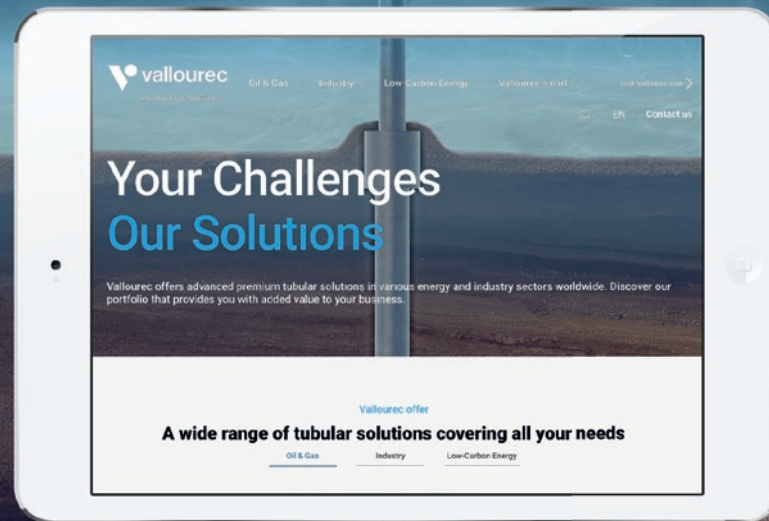 vallourec
Oil & Gas
Industry
Low-Carbon Energy
Vallourec smart
Visit vallourec.com
EN
Contact us
Your Challenges
Our Solutions
Vallourec offers advanced premium tubular solutions in various energy and industry sectors worldwide. Discover our
portfolio that provides you with added value to your business.
Vallourec offer
A wide range of tubular solutions covering all your needs
Oil & Gas
Industry
Low-Carbon Energy